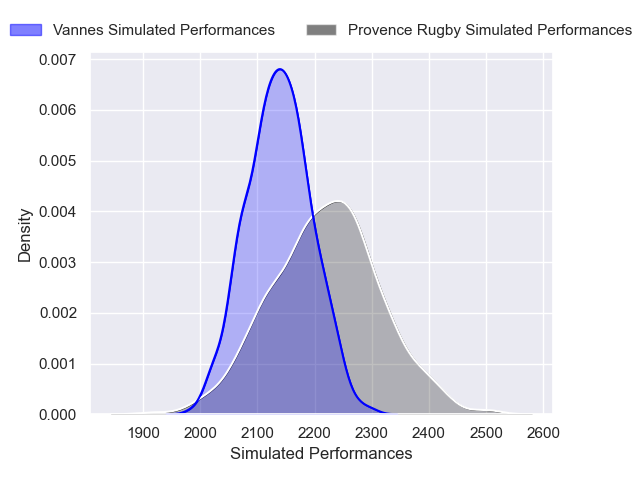 Vannes Simulated Performances
Provence Rugby Simulated Performances
0.007
0.006
0.005
0.004
0.003
0.002
0.001
0.000
Density
1900 2000 2100 2200 2300 2400 2500 2600
Simulated Performances